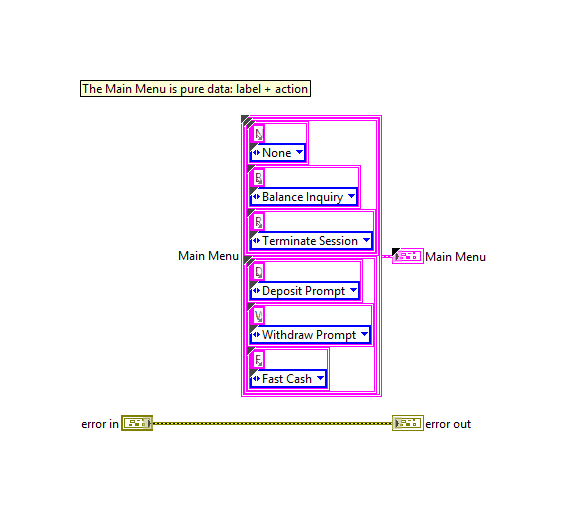 The Main Menu is pure data: label + action
N
None
B
Balance Inquiry
Terminate Session
Main Menu
Main Menu
D
Deposit Prompt
W
Withdraw Prompt
F
Fast Cash
error in
error out